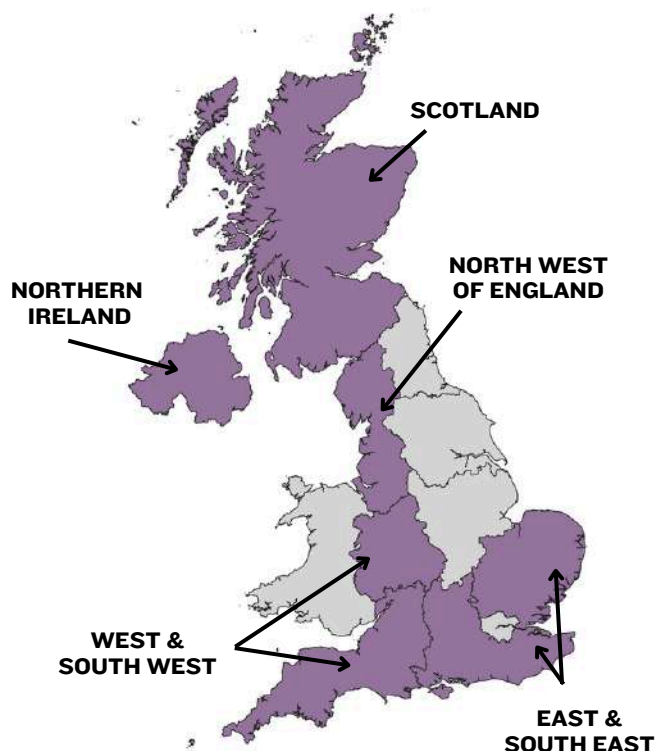 SCOTLAND
NORTH WEST
OF ENGLAND
NORTHERN
IRELAND
WEST &
SOUTH WEST
EAST &
SOUTH EAST